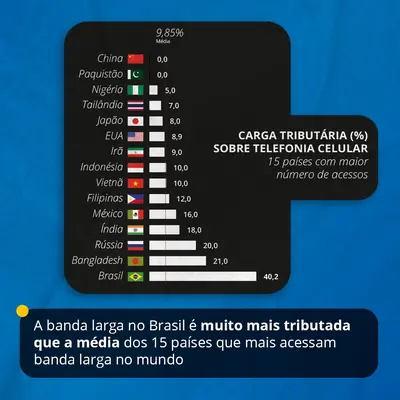 9,85%
Média
China 0,0
Paquistão 0,0
Nigéria 5,0
Tailândia 7,0
Japão 8,0
EUA 8,9
Irã 9,0
Indonésia 10,0
Vietnã 10,0
Filipinas 12,0
México 16,0
Índia 18,0
Rússia 20,0
Bangladesh 21,0
Brasil 40,2
CARGA TRIBUTÁRIA (%)
SOBRE TELEFONIA CELULAR
15 países com maior
número de acessos
A banda larga no Brasil é muito mais tributada
que a média dos 15 países que mais acessam
banda larga no mundo